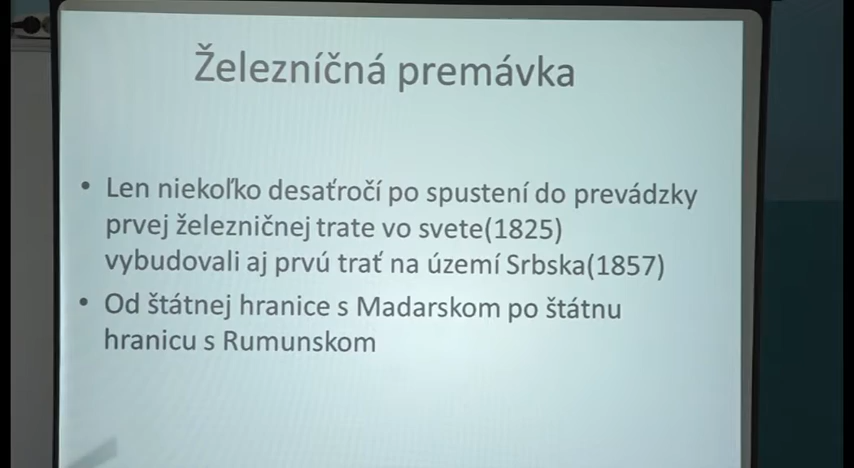 Železníčná premávka
• Len niekoľko desaťročí po spustení do prevádzky
prvej železničnej trate vo svete(1825)
vybudovali aj prvú trať na území Srbska(1857)
• Od štátnej hranice s Madarskom po štátnu
hranicu s Rumunskom